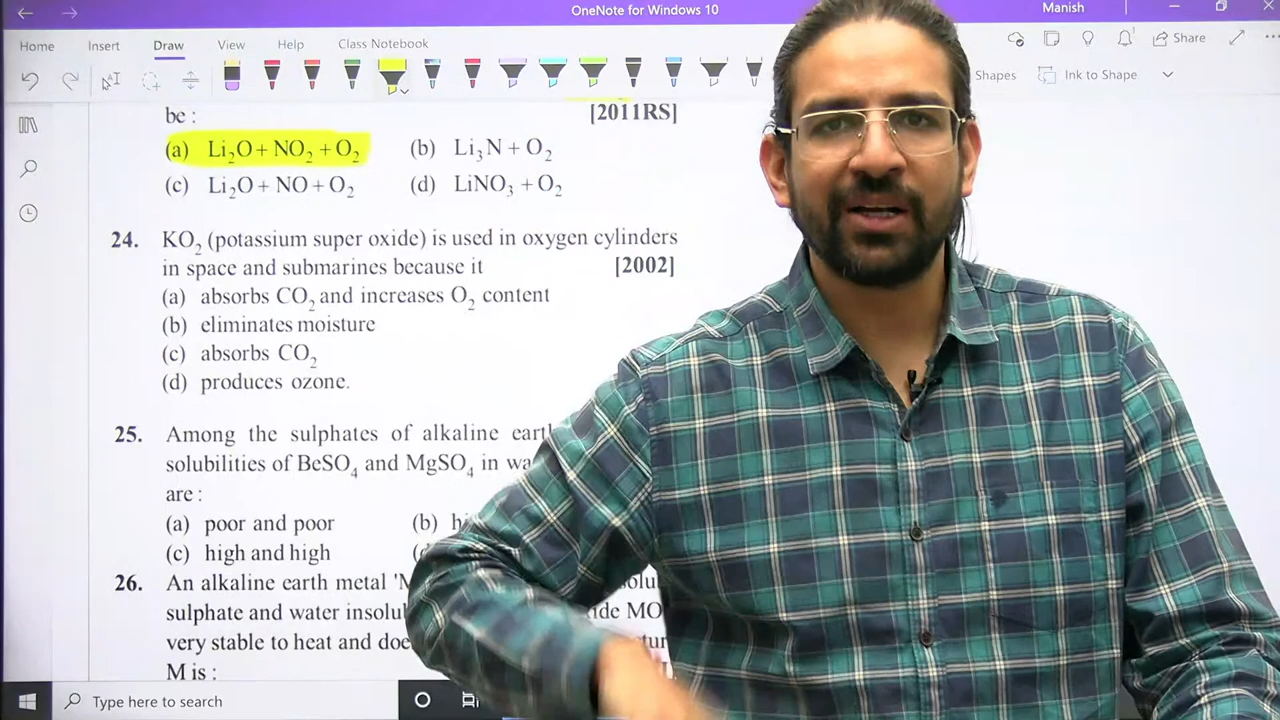 OneNote for Windows 10
Manish
Home Insert Draw View Help Class Notebook
Share
Shapes Ink to Shape
be :
[2011RS]
(a) Li₂O + NO₂ + O₂ (b) Li₃N + O₂
(c) Li₂O + NO + O₂ (d) LiNO₃ + O₂
24. KO₂ (potassium super oxide) is used in oxygen cylinders
in space and submarines because it [2002]
(a) absorbs CO₂ and increases O₂ content
(b) eliminates moisture
(c) absorbs CO₂
(d) produces ozone.
25. Among the sulphates of alkaline
solubilities of BeSO₄ and MgSO₄ in
are :
(a) poor and poor (b)
(c) high and high
26. An alkaline earth metal
sulphate and water MO
very stable to heat and
M is :
Type here to search